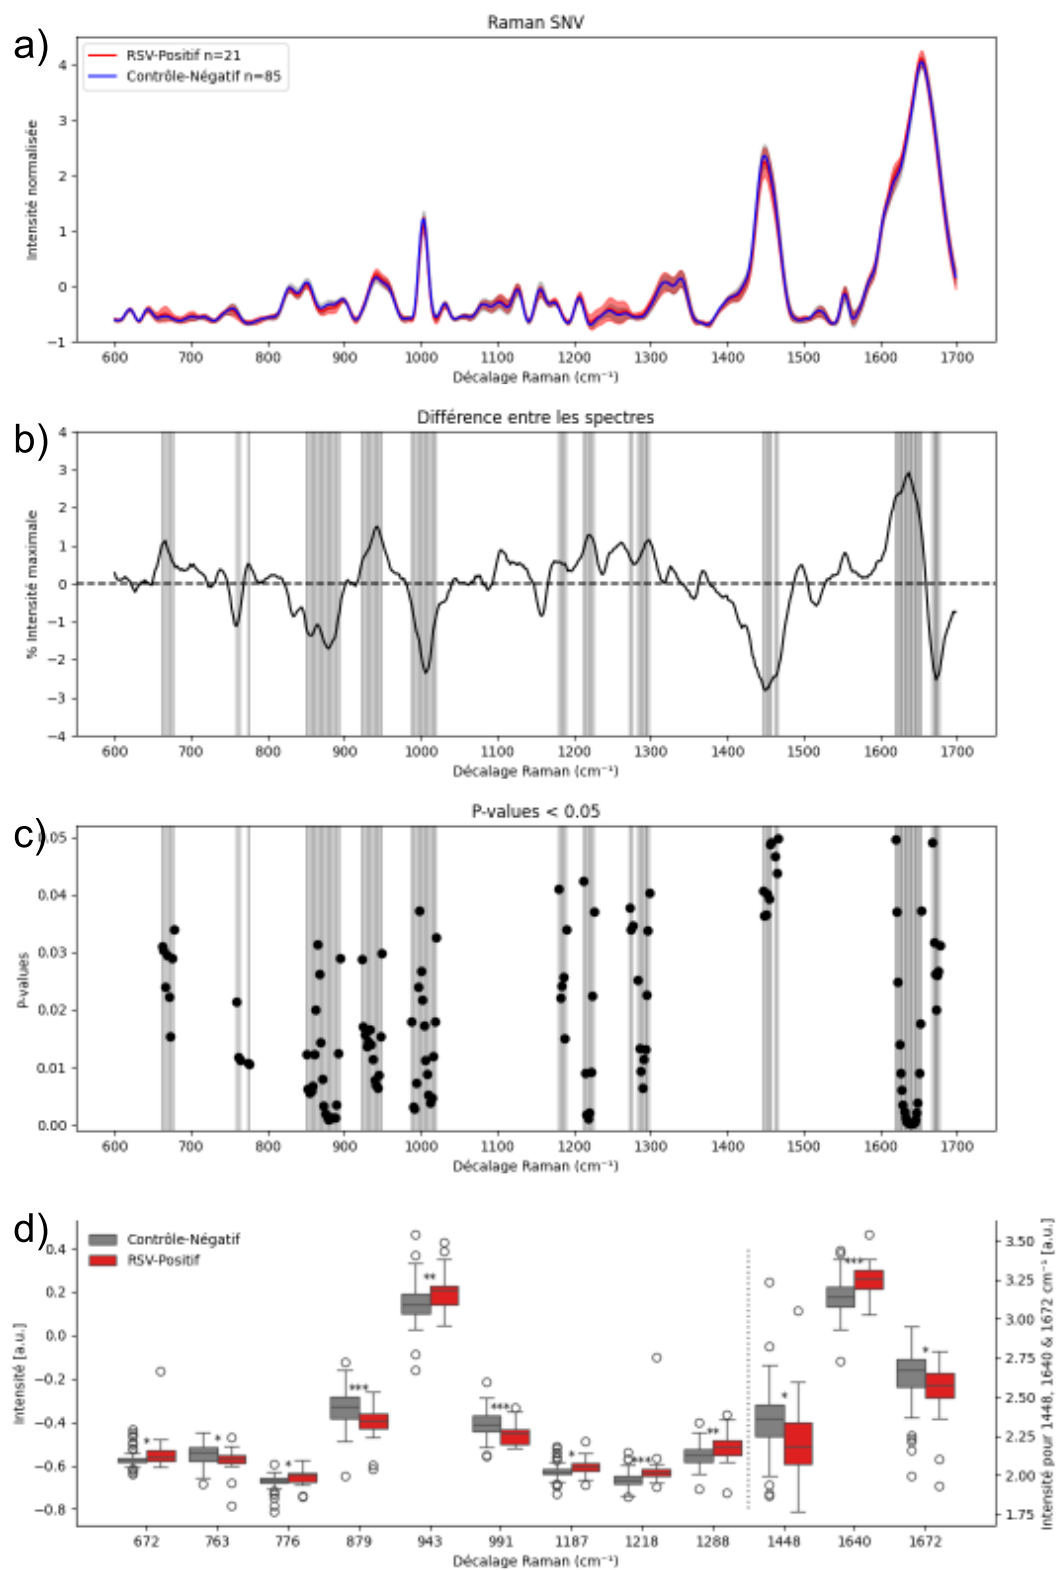 a)
Raman SNV
RSV-Positif n=21
Contrôle-Négatif n=85
Intensité normalisée
4
3
2
1
0
−1
600 700 800 900 1000 1100 1200 1300 1400 1500 1600 1700
Décalage Raman (cm⁻¹)
b)
Différence entre les spectres
% Intensité maximale
4
3
2
1
0
−1
−2
−3
−4
600 700 800 900 1000 1100 1200 1300 1400 1500 1600 1700
Décalage Raman (cm⁻¹)
c)
P-values < 0.05
P-values
0.05
0.04
0.03
0.02
0.01
0.00
600 700 800 900 1000 1100 1200 1300 1400 1500 1600 1700
Décalage Raman (cm⁻¹)
d)
Contrôle-Négatif
RSV-Positif
Intensité [a.u.]
0.4
0.2
0.0
−0.2
−0.4
−0.6
−0.8
* * * *** ** *** * *** ** * *** *
3.50
3.25
3.00
2.75
2.50
2.25
2.00
1.75
Intensité pour 1448, 1640 & 1672 cm⁻¹ [a.u.]
672 763 776 879 943 991 1187 1218 1288 1448 1640 1672
Décalage Raman (cm⁻¹)